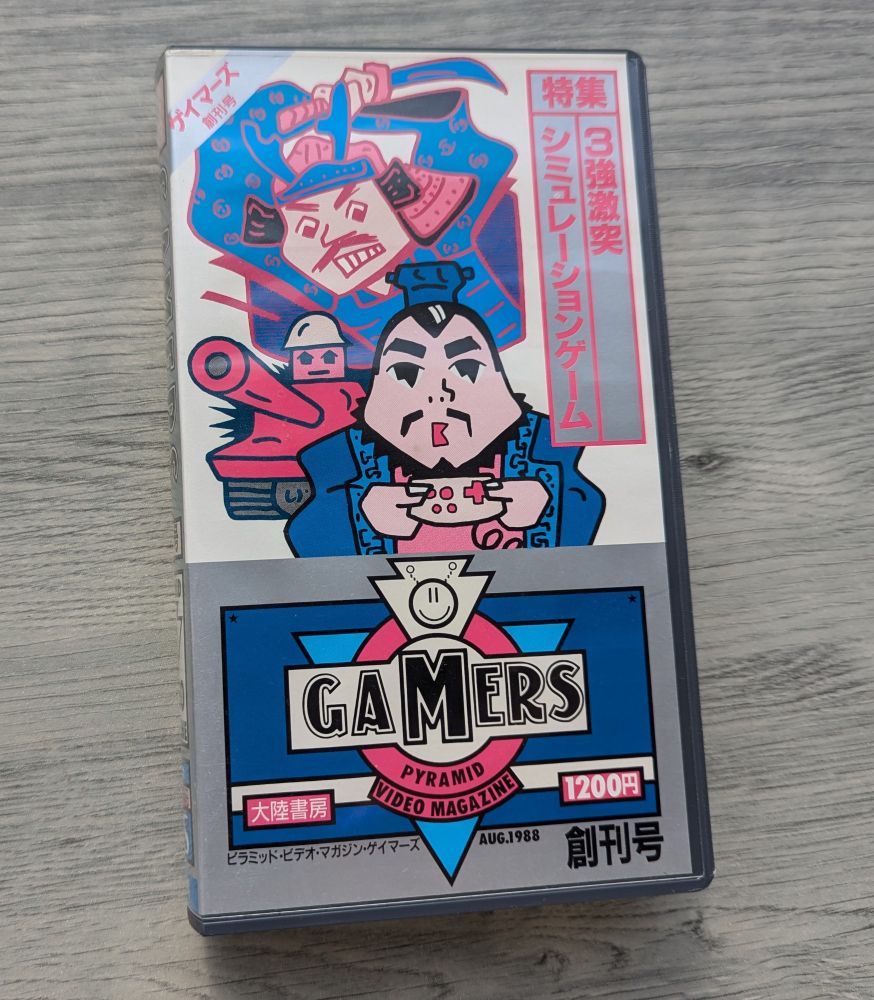 ゲイマーズ
創刊号
特集
3強激突
シミュレーションゲーム
GAMERS
PYRAMID
VIDEO MAGAZINE
大陸書房
1200円
ピラミッド・ビデオ・マガジン・ゲイマーズ
AUG.1988
創刊号